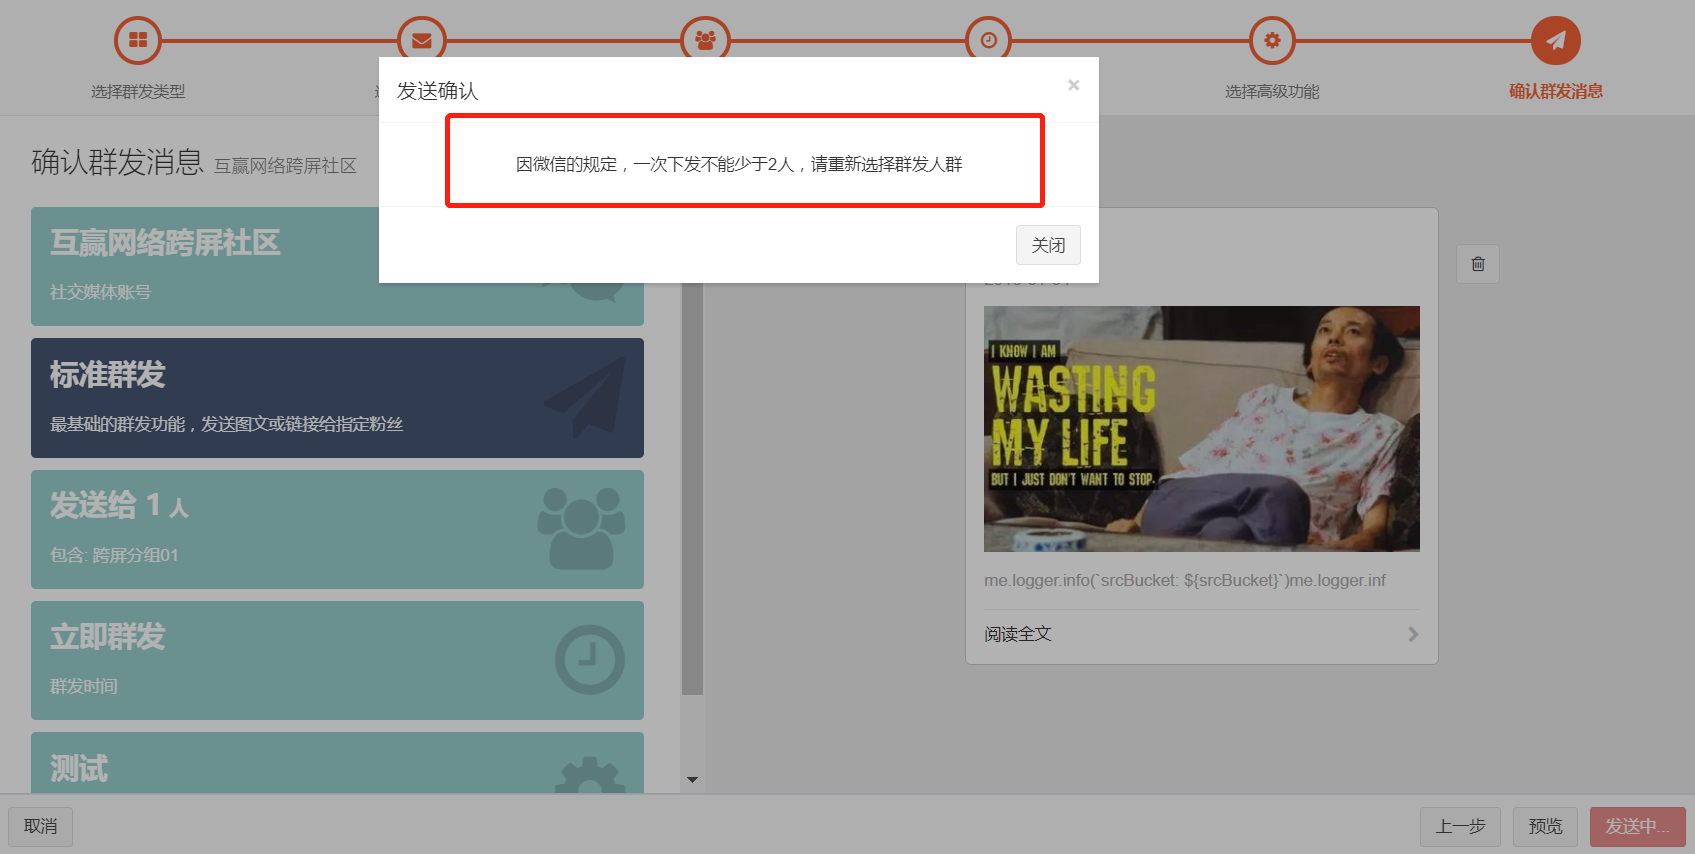 选择群发类型
选择高级功能
确认群发消息
发送确认
×
因微信的规定，一次下发不能少于2人，请重新选择群发人群
关闭
确认群发消息 互赢网络跨屏社区
互赢网络跨屏社区
社交媒体账号
标准群发
最基础的群发功能，发送图文或链接给指定粉丝
发送给 1 人
包含: 跨屏分组01
立即群发
群发时间
测试
I KNOW I AM
WASTING
MY LIFE
BUT I JUST DON'T WANT TO STOP.
me.logger.info(`srcBucket: ${srcBucket}`)me.logger.inf
阅读全文
取消
上一步
预览
发送中...